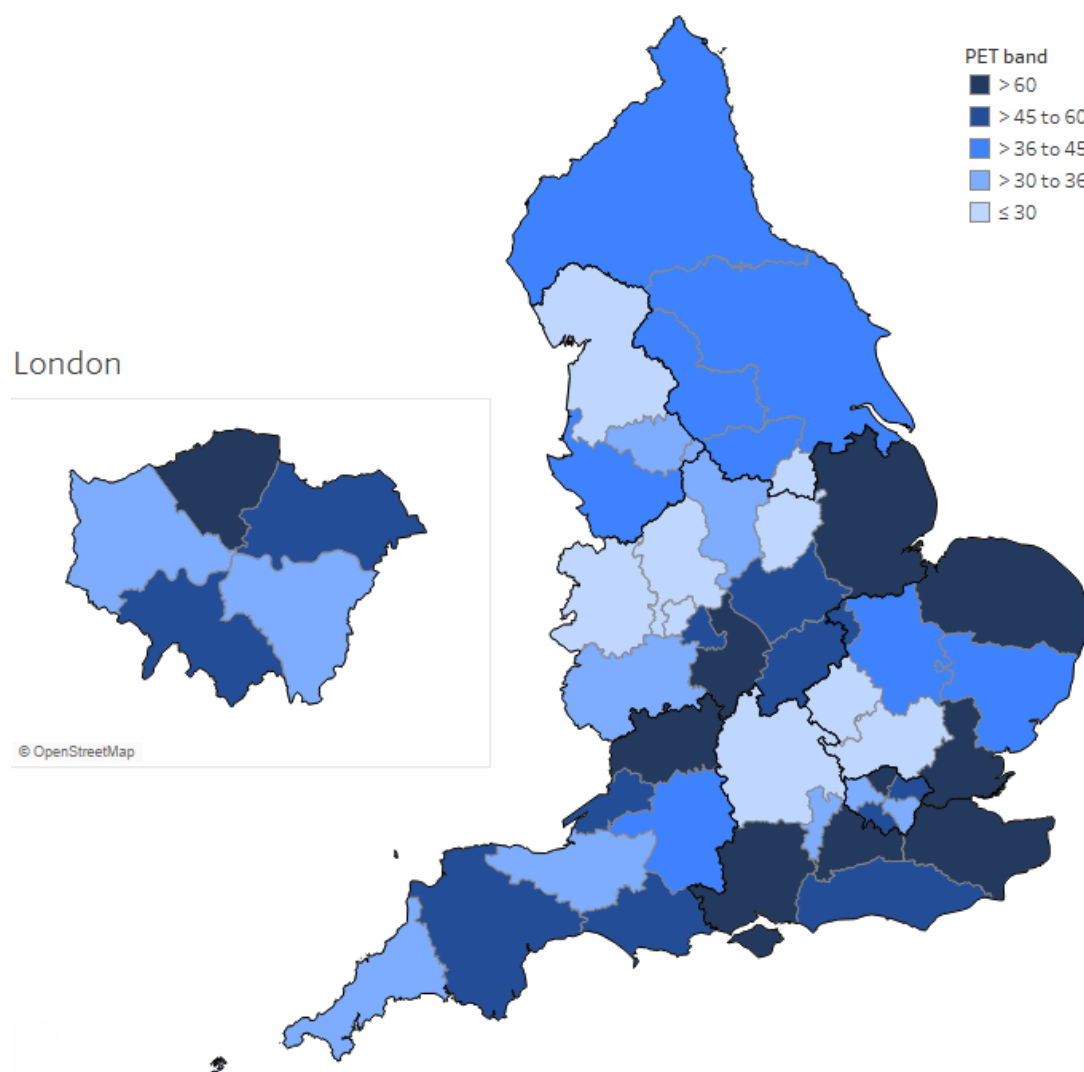 PET band
> 60
> 45 to 60
> 36 to 45
> 30 to 36
≤ 30
London
© OpenStreetMap